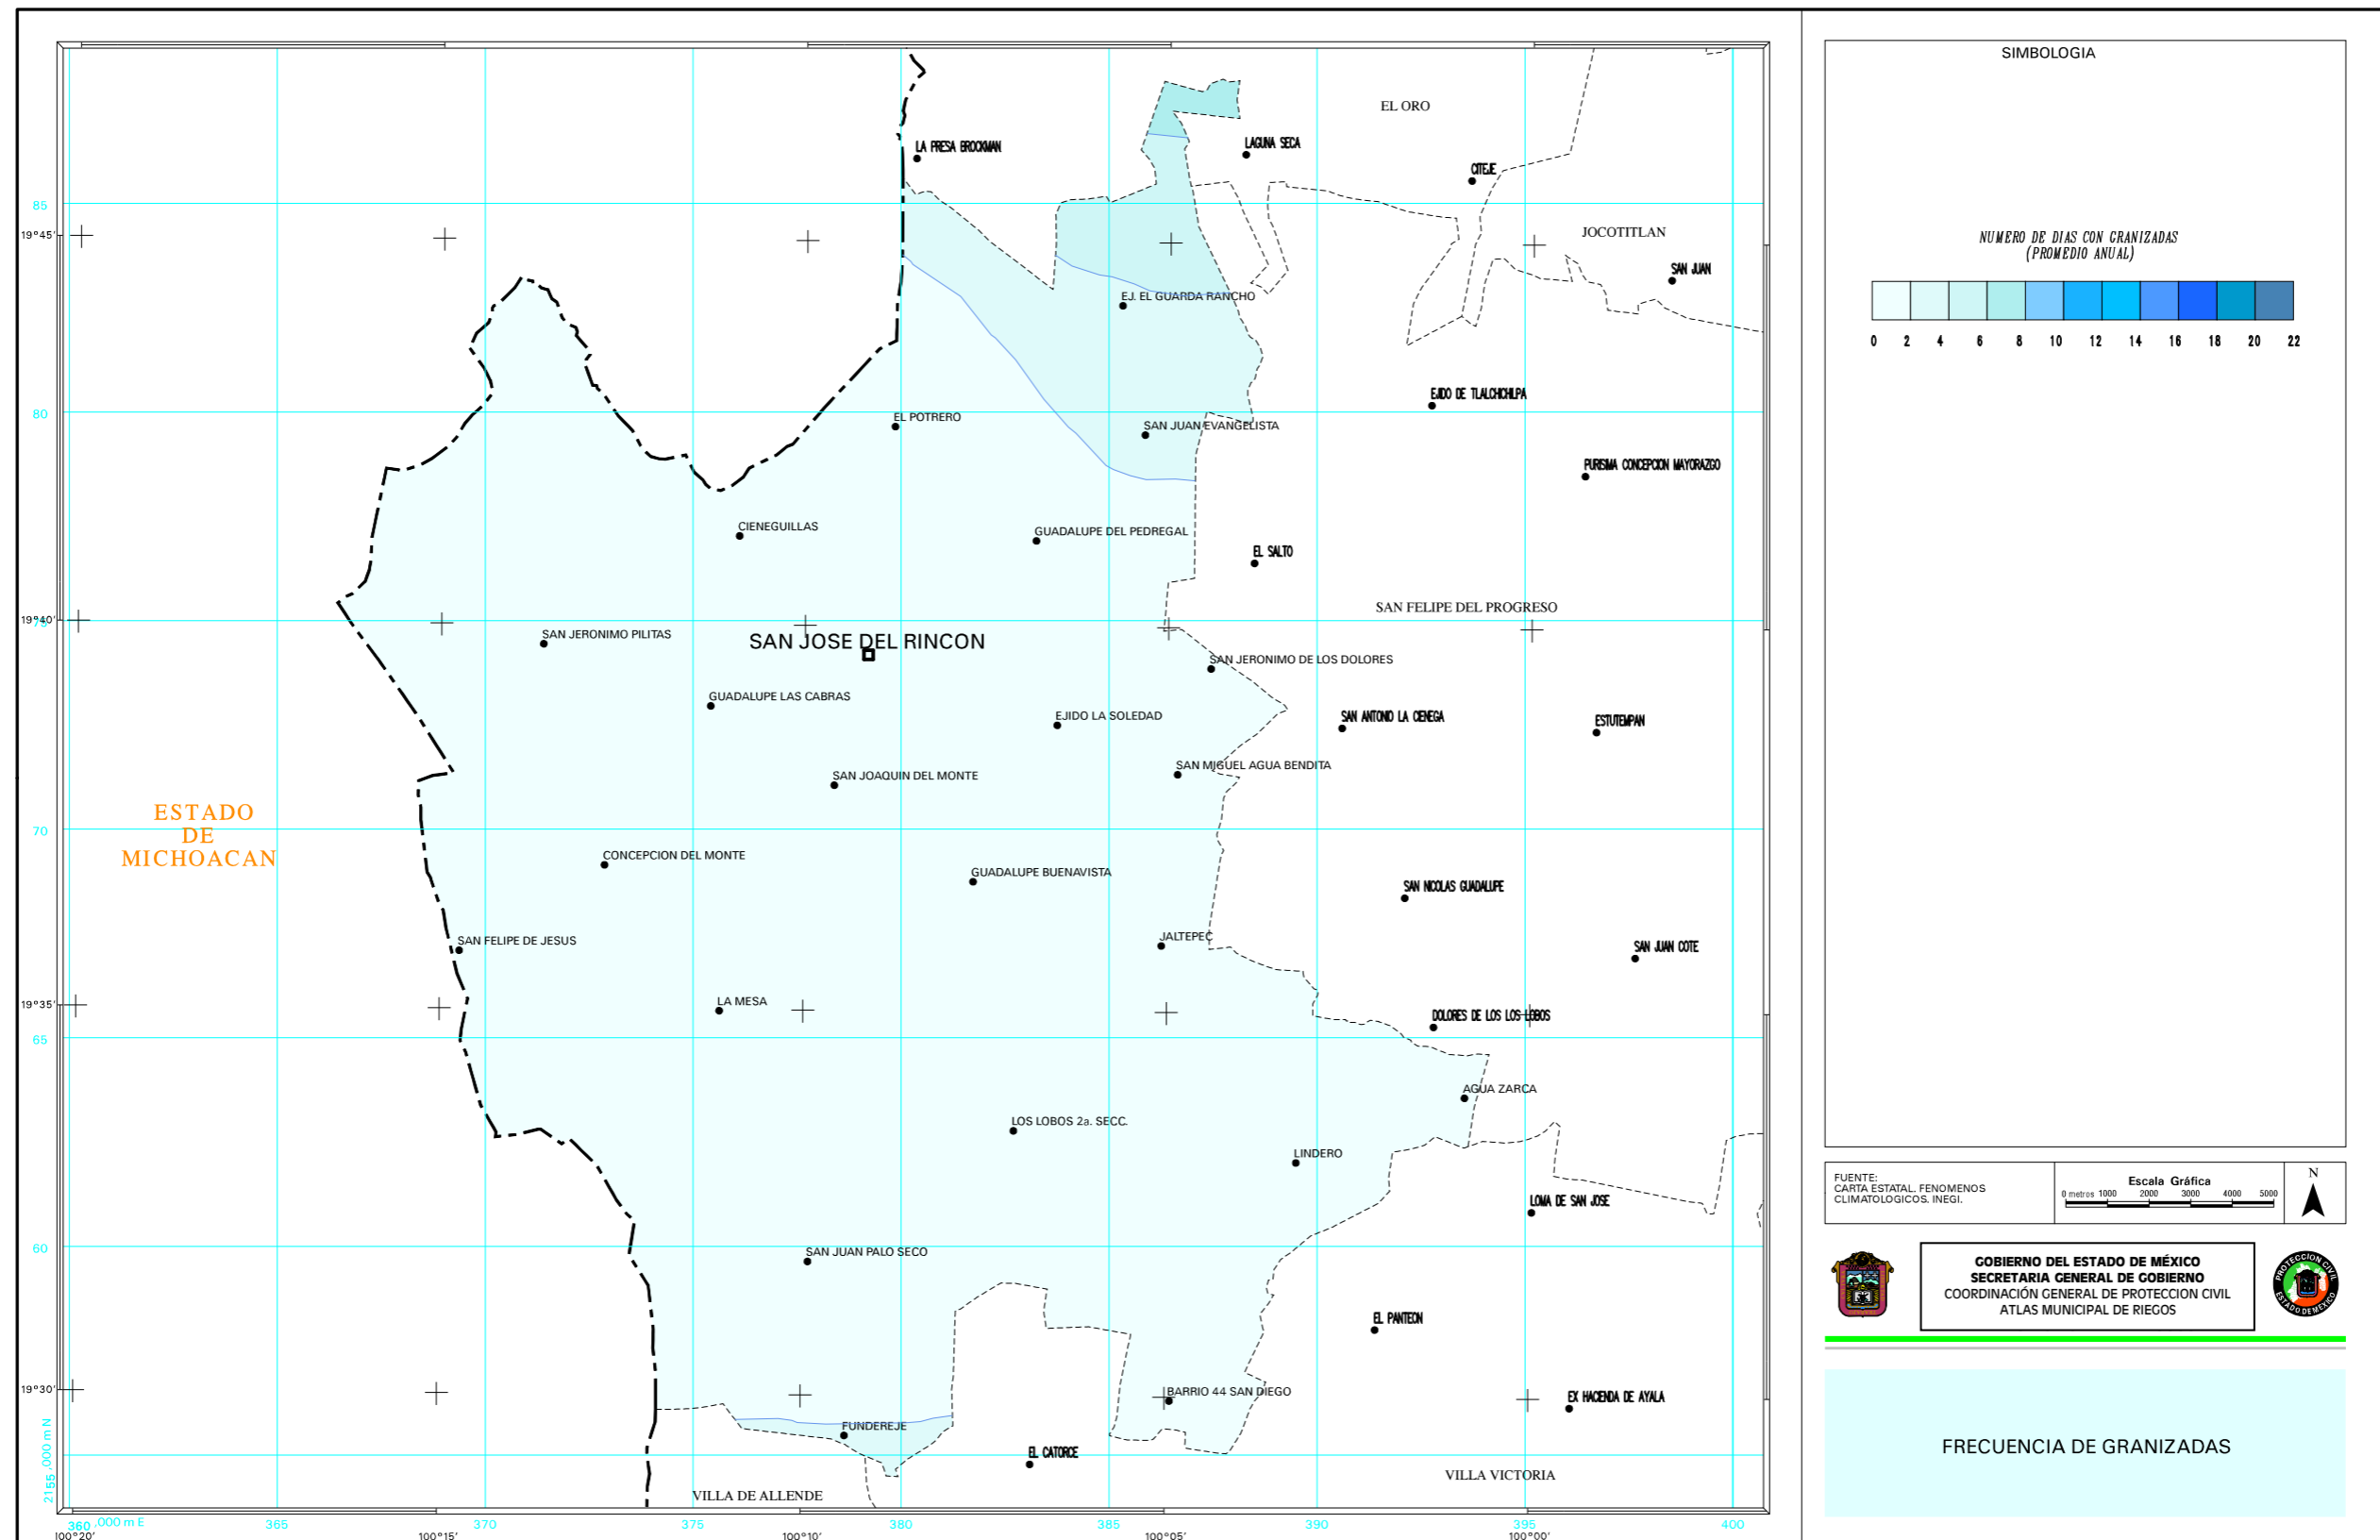 EL ORO
LA PRESA BROCKMAN
LAGUNA SECA
CITEJE
85
19°45'
JOCOTITLAN
SAN JUAN
EJ. EL GUARDA RANCHO
EJIDO DE TLALCHICHILPA
80
EL POTRERO
SAN JUAN EVANGELISTA
PURISIMA CONCEPCION MAYORAZGO
CIENEGUILLAS
GUADALUPE DEL PEDREGAL
EL SALTO
SAN FELIPE DEL PROGRESO
19°40'
75
SAN JERONIMO PILITAS
SAN JOSE DEL RINCON
SAN JERONIMO DE LOS DOLORES
GUADALUPE LAS CABRAS
EJIDO LA SOLEDAD
SAN ANTONIO LA CIENEGA
ESTUTEMPAN
SAN MIGUEL AGUA BENDITA
SAN JOAQUIN DEL MONTE
ESTADO
DE
MICHOACAN
70
CONCEPCION DEL MONTE
GUADALUPE BUENAVISTA
SAN NICOLAS GUADALUPE
SAN FELIPE DE JESUS
JALTEPEC
SAN JUAN COTE
19°35'
LA MESA
DOLORES DE LOS LOS LOBOS
65
AGUA ZARCA
LOS LOBOS 2a. SECC.
LINDERO
LOMA DE SAN JOSE
60
SAN JUAN PALO SECO
EL PANTEON
19°30'
BARRIO 44 SAN DIEGO
EX HACIENDA DE AYALA
FUNDEREJE
EL CATORCE
2155,000 m N
VILLA VICTORIA
VILLA DE ALLENDE
360,000 m E 365 370 375 380 385 390 395 400
100°20' 100°15' 100°10' 100°05' 100°00'
SIMBOLOGIA
NUMERO DE DIAS CON GRANIZADAS
(PROMEDIO ANUAL)
0 2 4 6 8 10 12 14 16 18 20 22
FUENTE:
CARTA ESTATAL. FENOMENOS
CLIMATOLOGICOS. INEGI.
Escala Gráfica
0 metros 1000 2000 3000 4000 5000
N
GOBIERNO DEL ESTADO DE MÉXICO
SECRETARIA GENERAL DE GOBIERNO
COORDINACIÓN GENERAL DE PROTECCION CIVIL
ATLAS MUNICIPAL DE RIEGOS
PROTECCION CIVIL
ESTADO DE MEXICO
FRECUENCIA DE GRANIZADAS